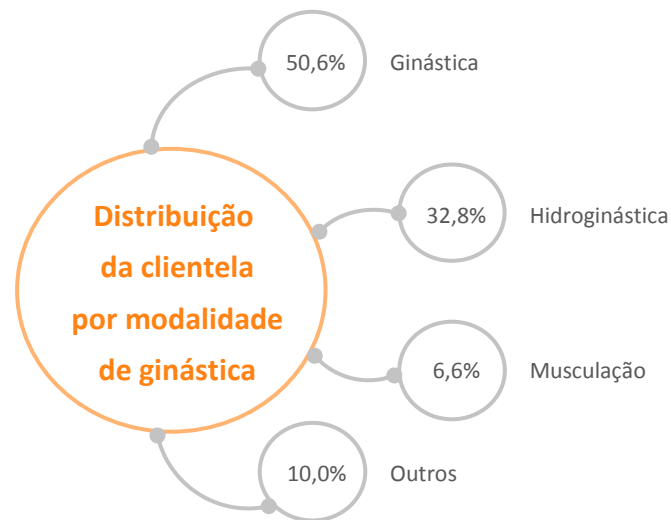 50,6% Ginástica
Distribuição
da clientela
por modalidade
de ginástica
32,8% Hidroginástica
6,6% Musculação
10,0% Outros